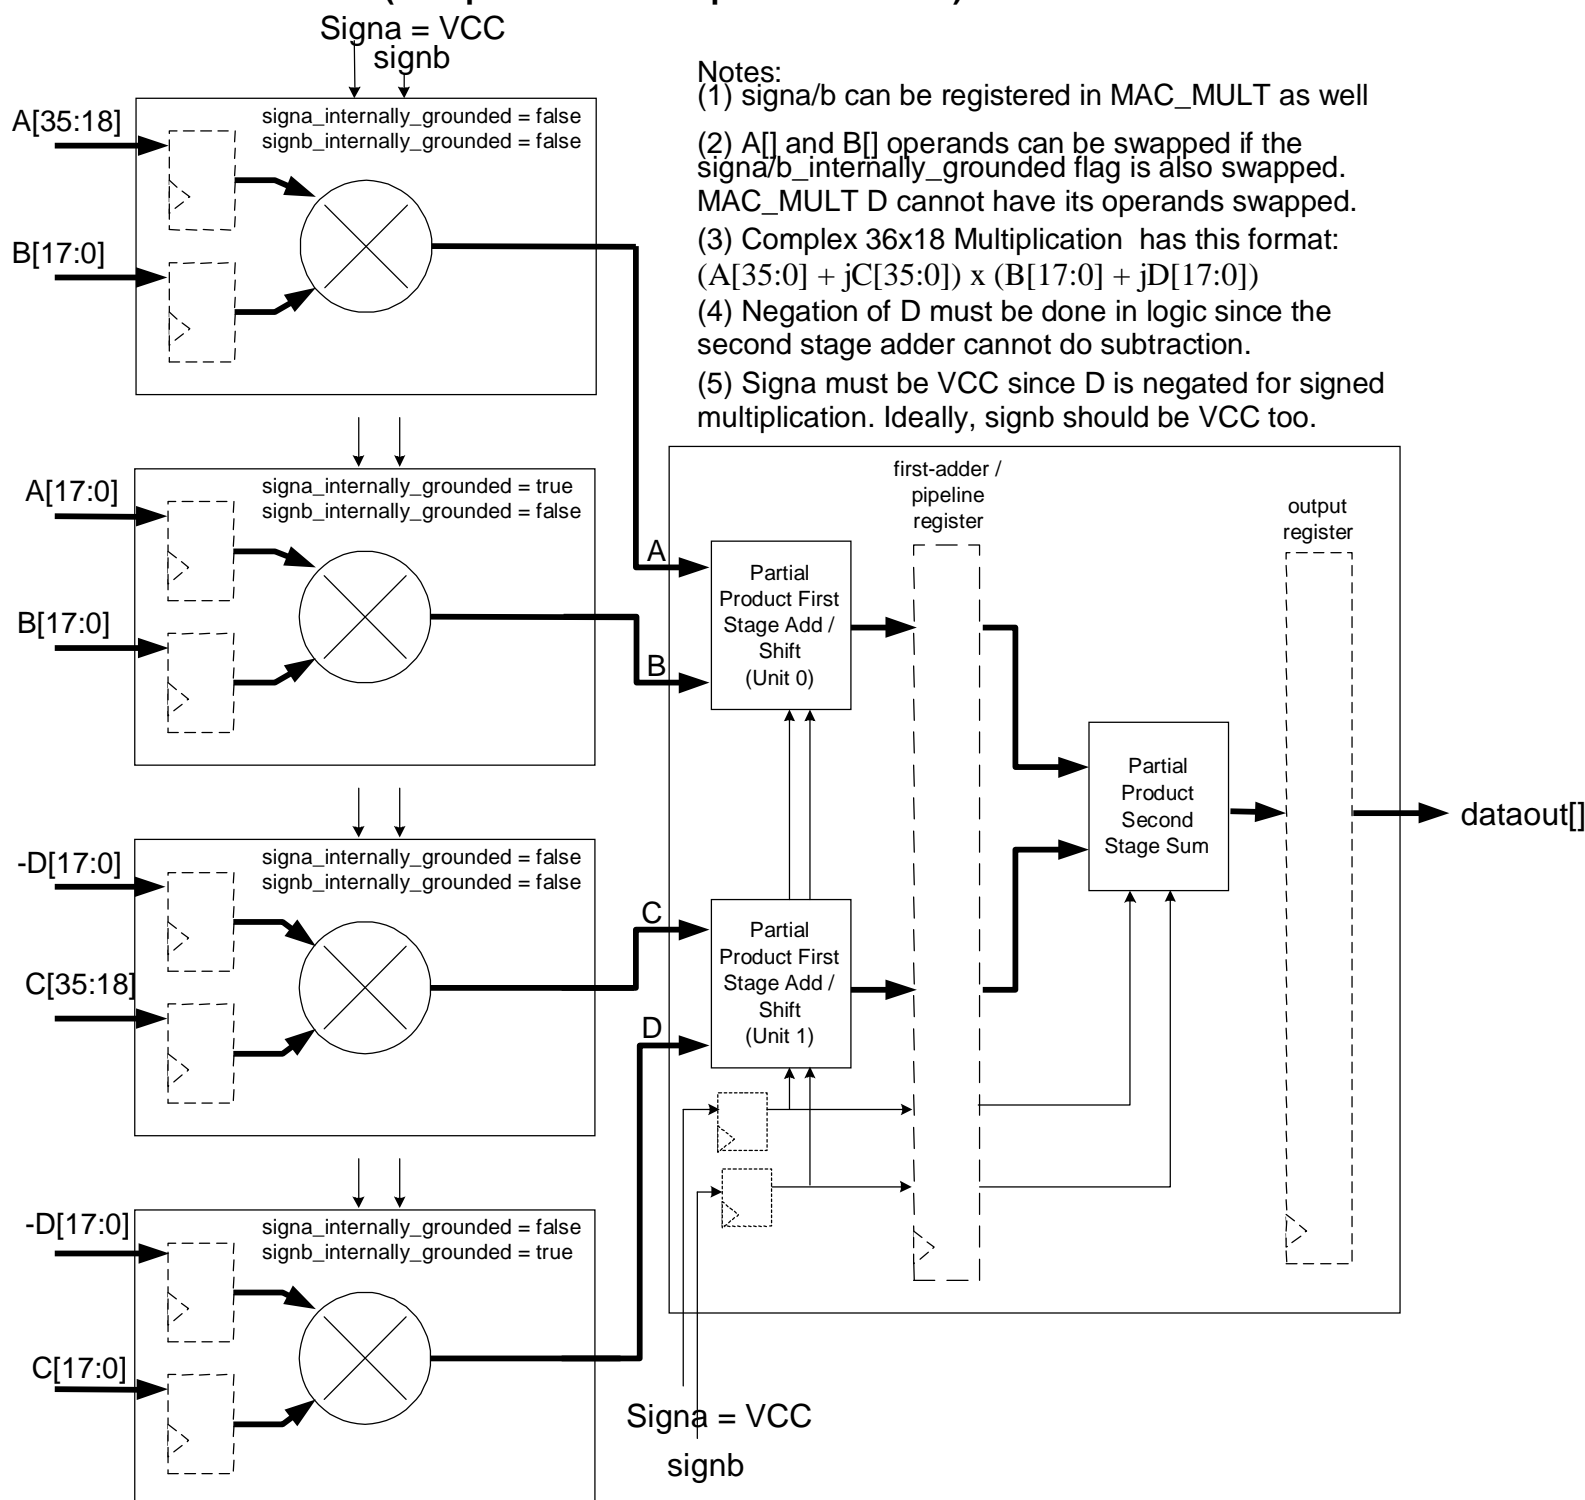 Signa = VCC
signb
Notes:
(1) signa/b can be registered in MAC_MULT as well
(2) A[] and B[] operands can be swapped if the
signa/b_internally_grounded flag is also swapped.
MAC_MULT D cannot have its operands swapped.
(3) Complex 36x18 Multiplication has this format:
(A[35:0] + jC[35:0]) x (B[17:0] + jD[17:0])
(4) Negation of D must be done in logic since the
second stage adder cannot do subtraction.
(5) Signa must be VCC since D is negated for signed
multiplication. Ideally, signb should be VCC too.
A[35:18]
B[17:0]
signa_internally_grounded = false
signb_internally_grounded = false
A[17:0]
B[17:0]
signa_internally_grounded = true
signb_internally_grounded = false
-D[17:0]
C[35:18]
signa_internally_grounded = false
signb_internally_grounded = false
-D[17:0]
C[17:0]
signa_internally_grounded = false
signb_internally_grounded = true
A
B
C
D
Partial
Product First
Stage Add /
Shift
(Unit 0)
Partial
Product First
Stage Add /
Shift
(Unit 1)
first-adder /
pipeline
register
Partial
Product
Second
Stage Sum
output
register
dataout[]
Signa = VCC
signb